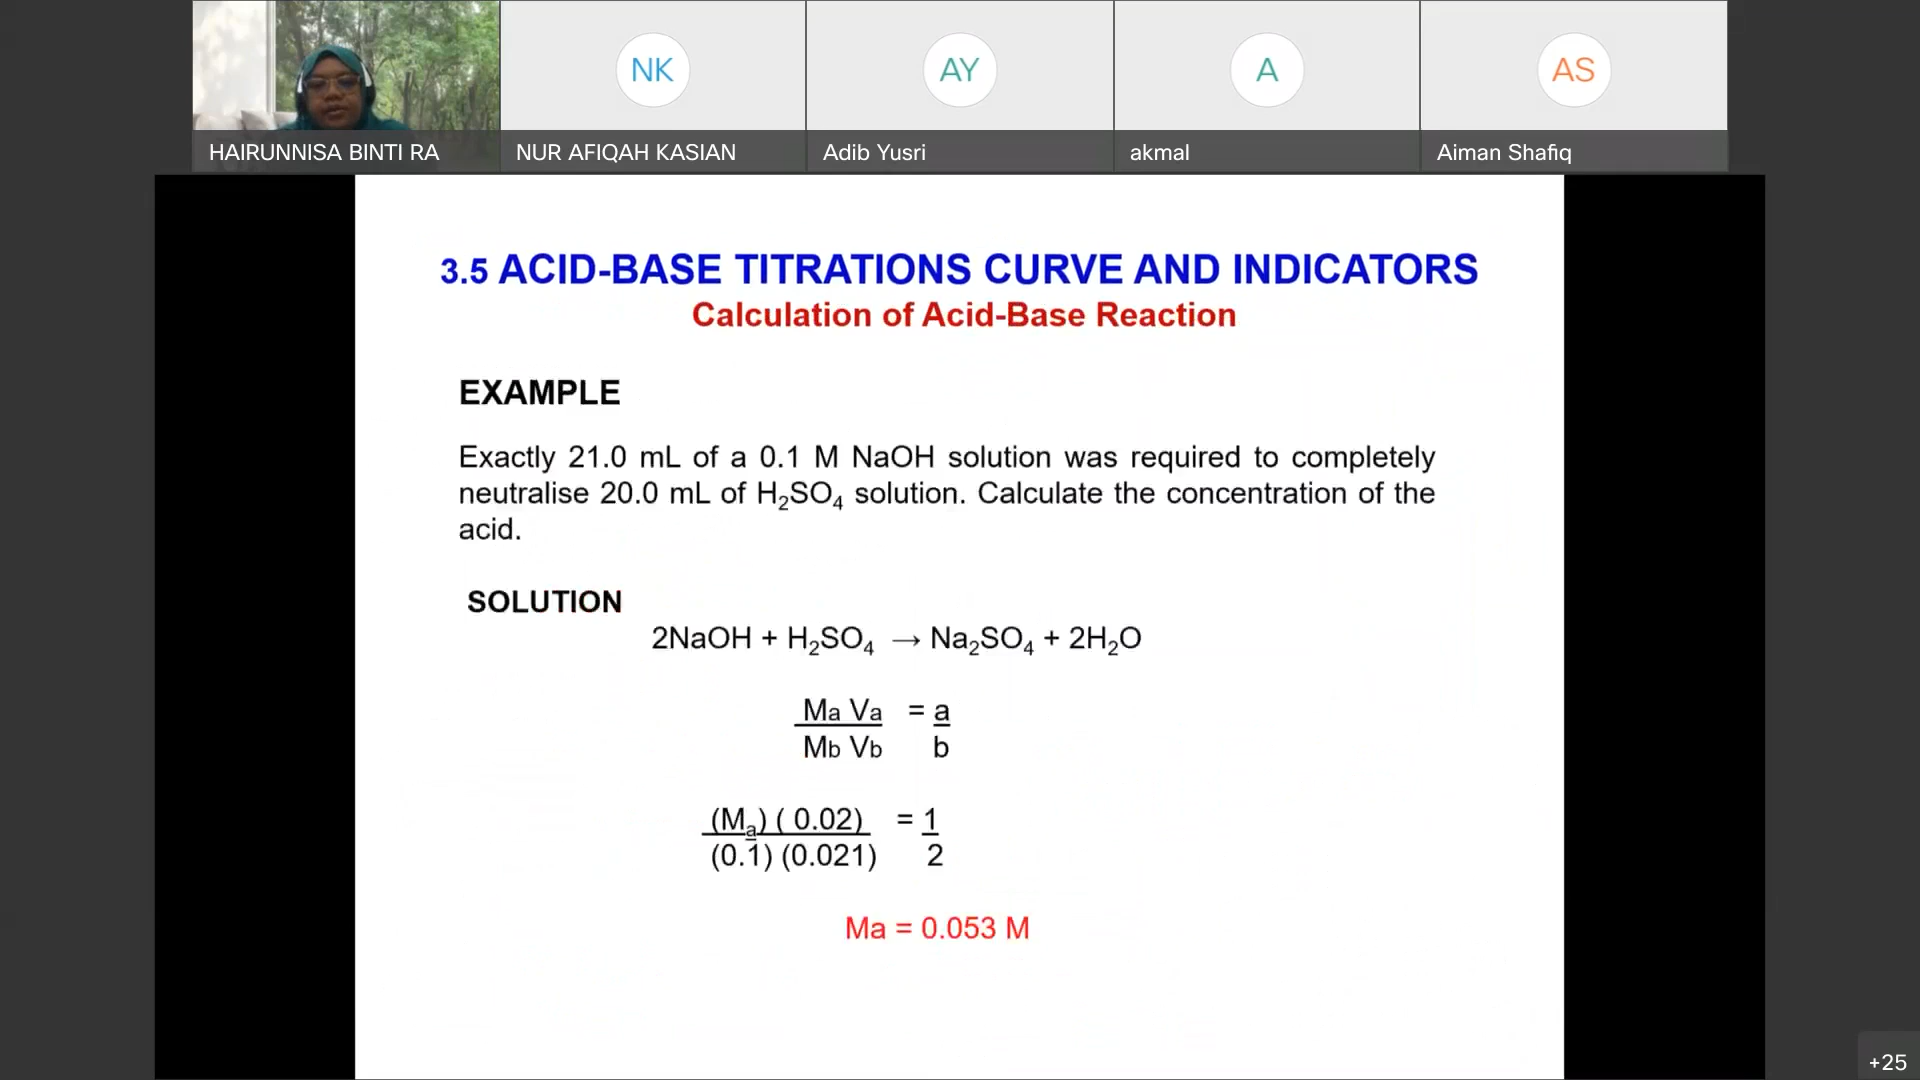 NK
AY
A
AS
HAIRUNNISA BINTI RA
NUR AFIQAH KASIAN
Adib Yusri
akmal
Aiman Shafiq
3.5 ACID-BASE TITRATIONS CURVE AND INDICATORS
Calculation of Acid-Base Reaction
EXAMPLE
Exactly 21.0 mL of a 0.1 M NaOH solution was required to completely
neutralise 20.0 mL of H₂SO₄ solution. Calculate the concentration of the
acid.
SOLUTION
2NaOH + H₂SO₄ → Na₂SO₄ + 2H₂O
Ma Va = a
Mb Vb b
(Mₐ) ( 0.02) = 1
(0.1) (0.021) 2
Ma = 0.053 M
+25